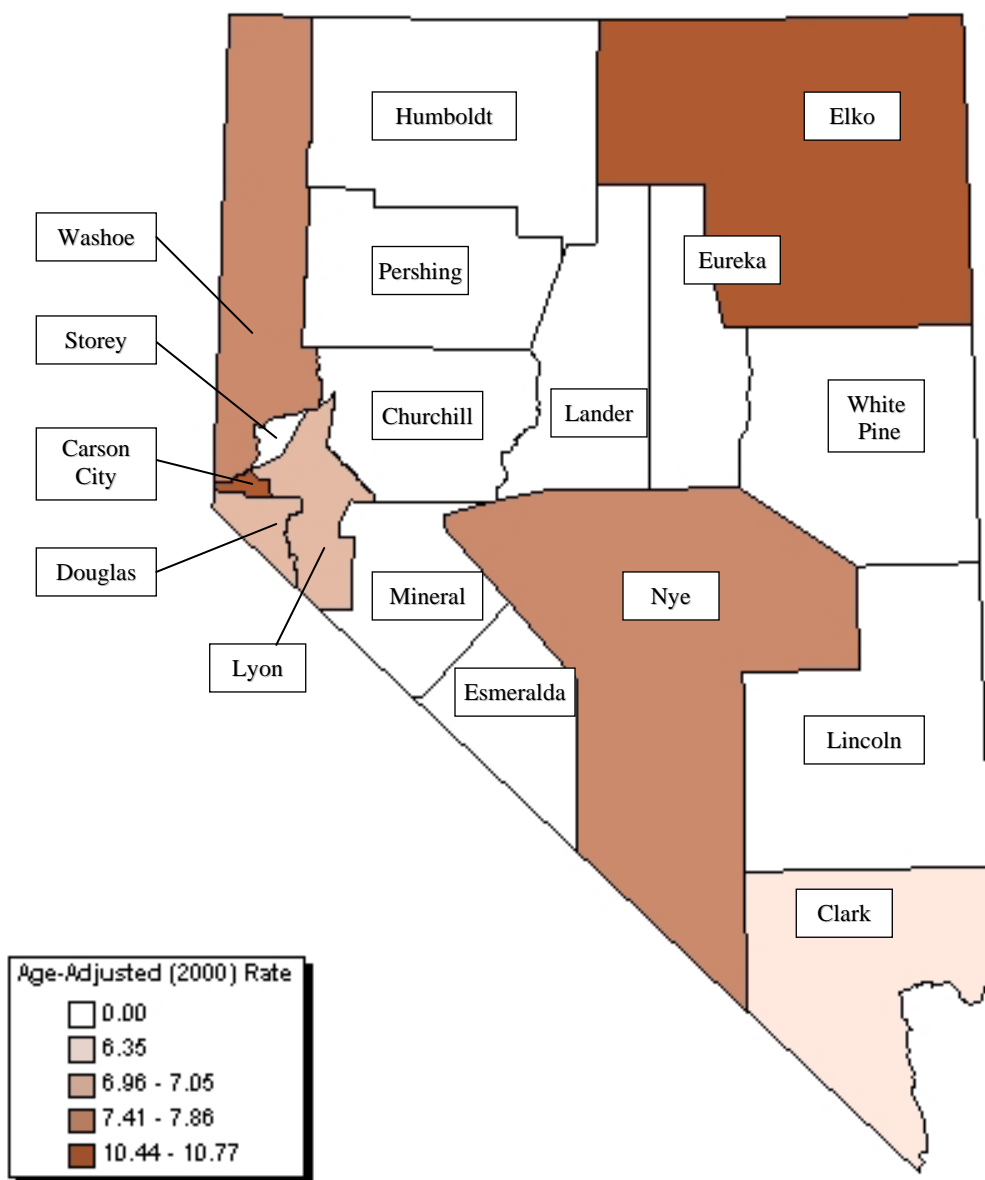 Humboldt
Elko
Washoe
Eureka
Pershing
Storey
Churchill
Lander
White
Pine
Carson
City
Douglas
Mineral
Nye
Lyon
Esmeralda
Lincoln
Clark
Age-Adjusted (2000) Rate
0.00
6.35
6.96 - 7.05
7.41 - 7.86
10.44 - 10.77